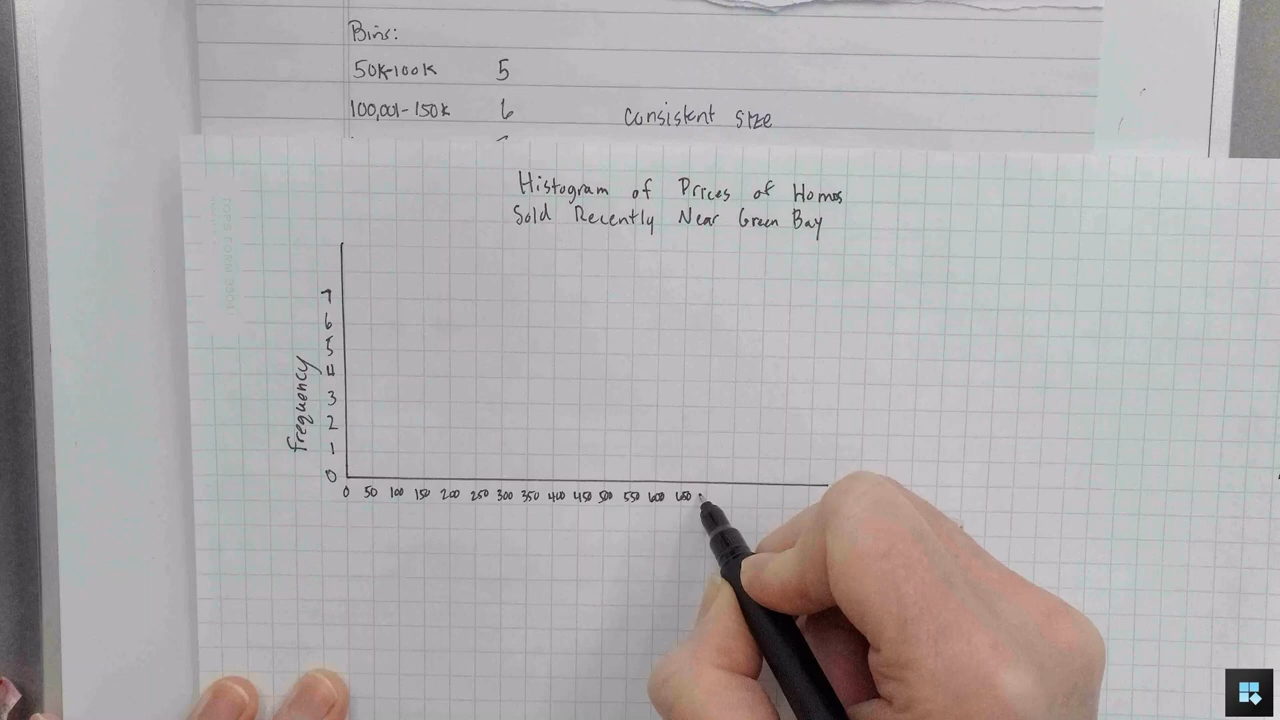 Bins:
50K-100K 5
100,001-150K 6 consistent size
Histogram of Prices of Homes
Sold Recently Near Green Bay
7
6
5
4
3
2
1
0
Frequency
0 50 100 150 200 250 300 350 400 450 500 550 600 650